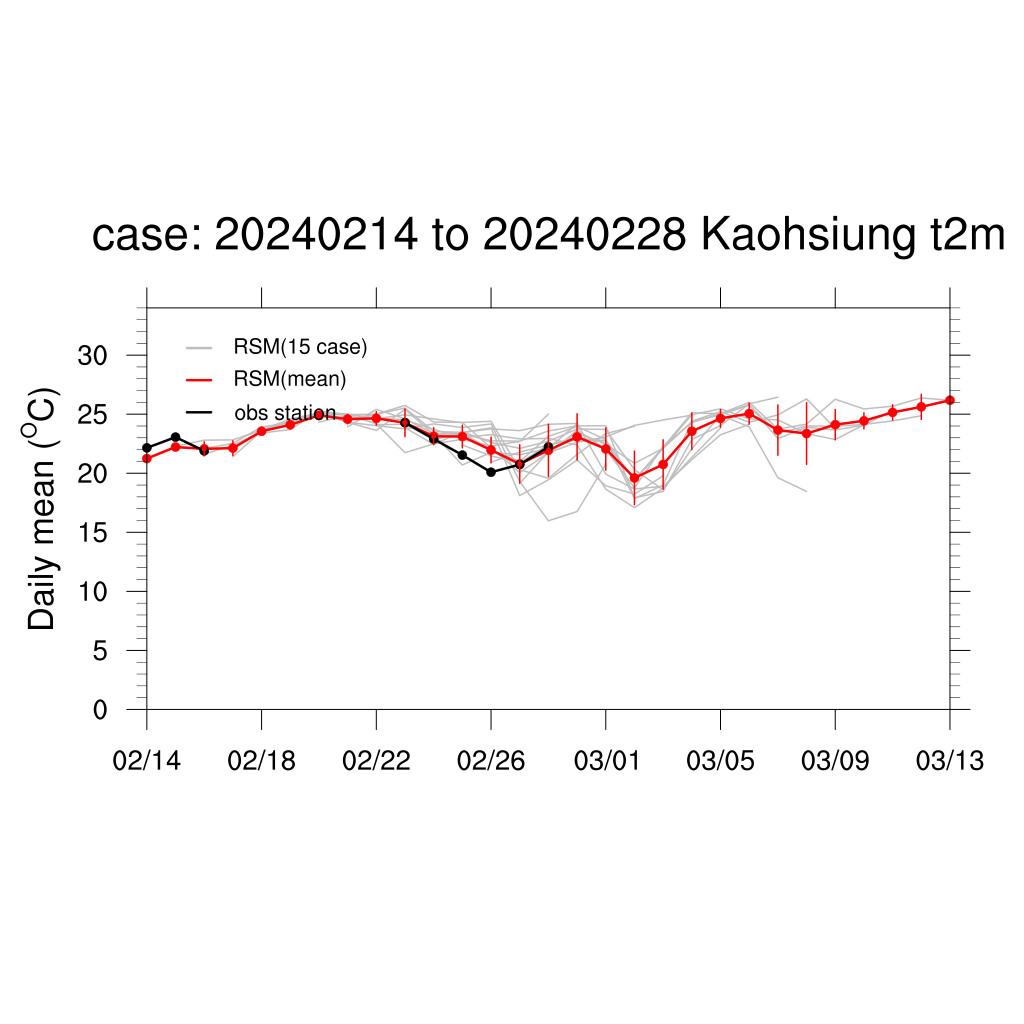 case: 20240214 to 20240228 Kaohsiung t2m
RSM(15 case)
RSM(mean)
obs station
Daily mean (OC)
30
25
20
15
10
5
0
02/14 02/18 02/22 02/26 03/01 03/05 03/09 03/13